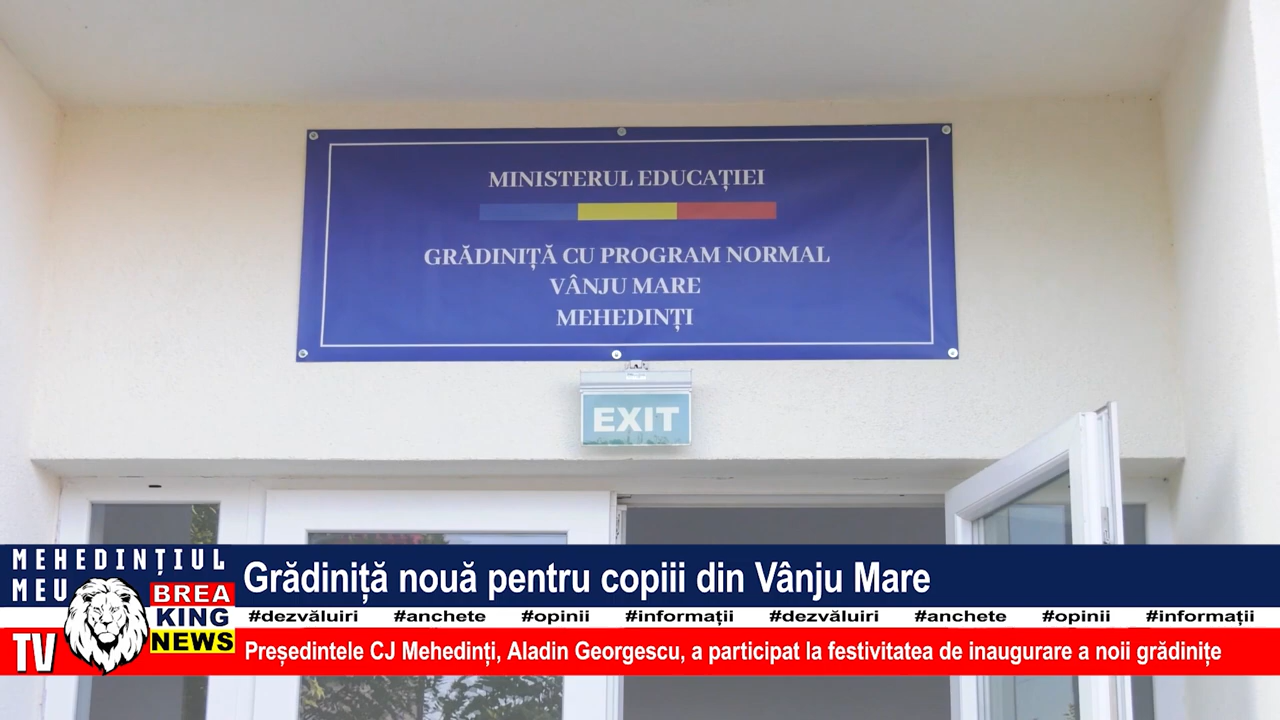 MINISTERUL EDUCAȚIEI
GRĂDINIȚĂ CU PROGRAM NORMAL
VÂNJU MARE
MEHEDINȚI
EXIT
MEHEDINȚIUL
MEU
TV
BREA
KING
NEWS
Grădiniță nouă pentru copiii din Vânju Mare
#dezvăluiri #anchete #opinii #informații #dezvăluiri #anchete #opinii #informații
Președintele CJ Mehedinți, Aladin Georgescu, a participat la festivitatea de inaugurare a noii grădinițe